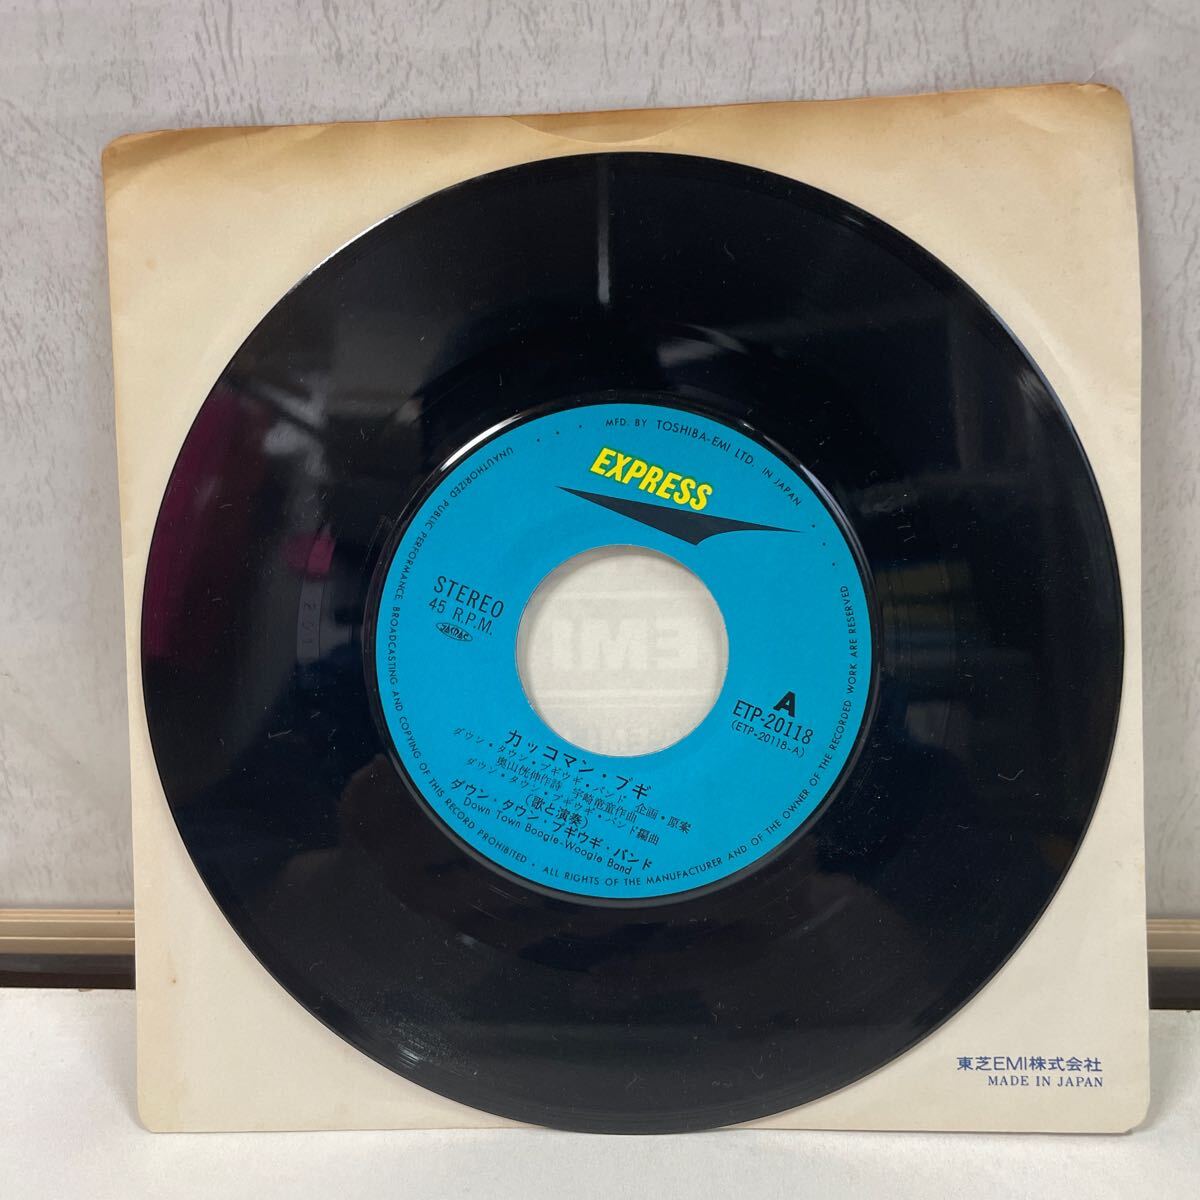 MFD. BY TOSHIBA-EMI LTD. IN JAPAN
EXPRESS
STEREO
45 R.P.M.
JASRAC
A
ETP-20118
(ETP-20118-A)
カッコマン・ブギ
ダウン・タウン・ブギウギ・バンド 企画・原案
奥山恍伸作詩 宇崎竜童作曲
ダウン・タウン・ブギウギ・バンド編曲
(歌と演奏)
ダウン・タウン・ブギウギ・バンド
Down Town Boogie-Woogie Band
UNAUTHORIZED PUBLIC PERFORMANCE, BROADCASTING AND COPYING OF THIS RECORD PROHIBITED • ALL RIGHTS OF THE MANUFACTURER AND OF THE OWNER OF THE RECORDED WORK ARE RESERVED
EMI
東芝EMI株式会社
MADE IN JAPAN